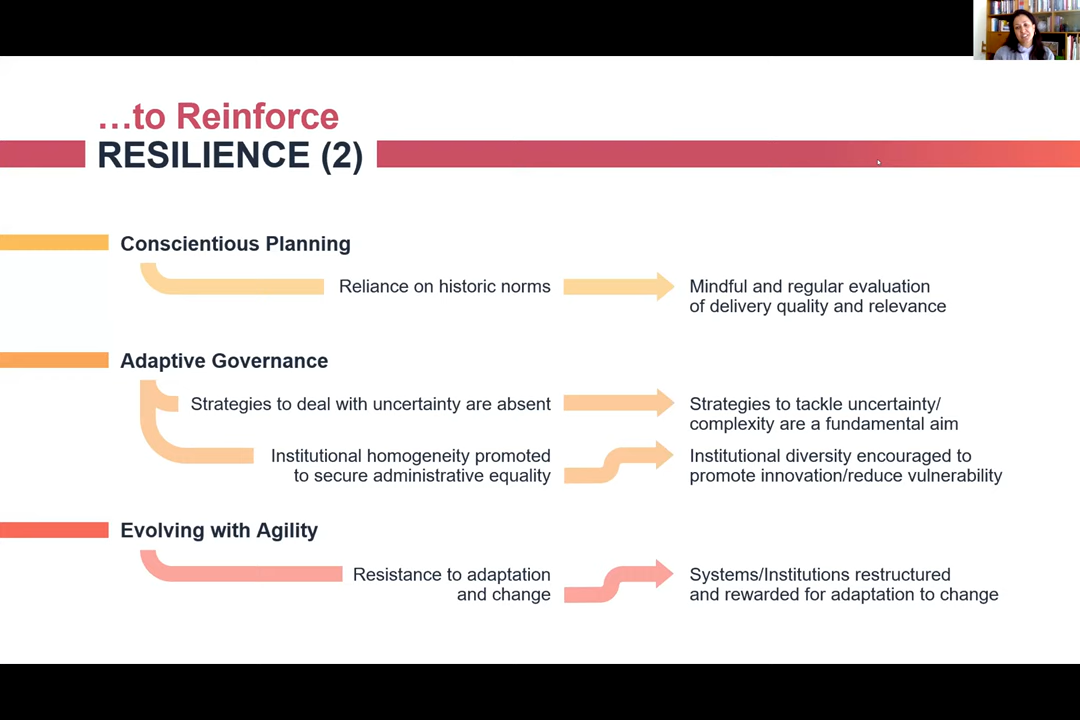 …to Reinforce
RESILIENCE (2)
Conscientious Planning
Reliance on historic norms
Mindful and regular evaluation
of delivery quality and relevance
Adaptive Governance
Strategies to deal with uncertainty are absent
Strategies to tackle uncertainty/
complexity are a fundamental aim
Institutional homogeneity promoted
to secure administrative equality
Institutional diversity encouraged to
promote innovation/reduce vulnerability
Evolving with Agility
Resistance to adaptation
and change
Systems/Institutions restructured
and rewarded for adaptation to change